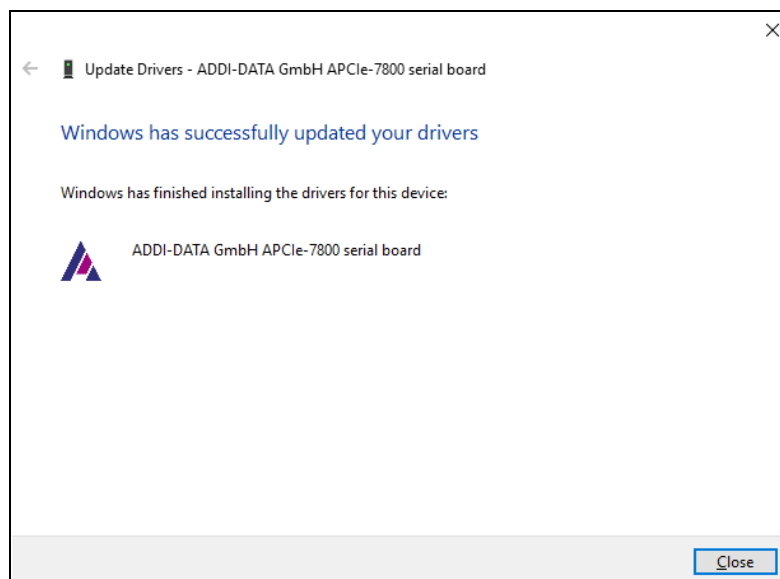 Update Drivers - ADDI-DATA GmbH APCIe-7800 serial board
Windows has successfully updated your drivers
Windows has finished installing the drivers for this device:
ADDI-DATA GmbH APCIe-7800 serial board
Close